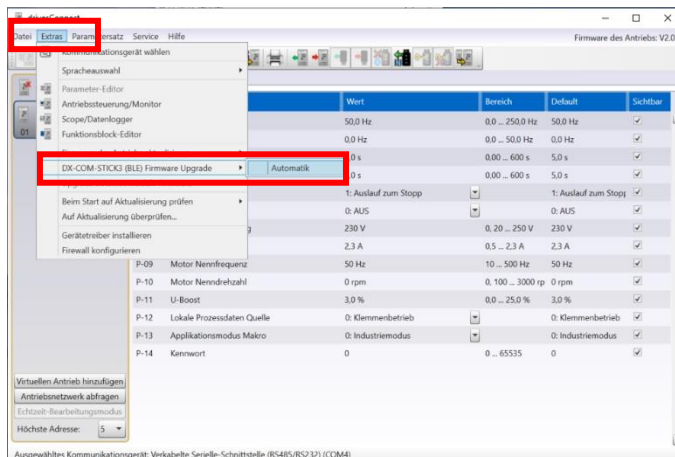 drivesConnect
Datei Extras Parametersatz Service Hilfe
Firmware des Antriebs: V2.0
Kommunikationsgerät wählen
Spracheauswahl
Parameter-Editor
Antriebssteuerung/Monitor
Scope/Datenlogger
Funktionsblock-Editor
DX-COM-STICK3 (BLE) Firmware Upgrade
Automatik
Beim Start auf Aktualisierung prüfen
Auf Aktualisierung überprüfen...
Gerätetreiber installieren
Firewall konfigurieren
01
Wert Bereich Default Sichtbar
50,0 Hz 0,0 ... 250,0 Hz 50,0 Hz
0,0 Hz 0,0 ... 50,0 Hz 0,0 Hz
0 s 0,00 ... 600 s 5,0 s
0 s 0,00 ... 600 s 5,0 s
1: Auslauf zum Stopp 1: Auslauf zum Stopp
0: AUS 0: AUS
230 V 0, 20 ... 250 V 230 V
2,3 A 0,5 ... 2,3 A 2,3 A
P-09 Motor Nennfrequenz 50 Hz 10 ... 500 Hz 50 Hz
P-10 Motor Nenndrehzahl 0 rpm 0, 100 ... 3000 rp 0 rpm
P-11 U-Boost 3,0 % 0,0 ... 25,0 % 3,0 %
P-12 Lokale Prozessdaten Quelle 0: Klemmenbetrieb 0: Klemmenbetrieb
P-13 Applikationsmodus Makro 0: Industriemodus 0: Industriemodus
P-14 Kennwort 0 0 ... 65535 0
Virtuellen Antrieb hinzufügen
Antriebsnetzwerk abfragen
Echtzeit-Bearbeitungsmodus
Höchste Adresse: 5
Ausgewähltes Kommunikationsgerät: Verkabelte Serielle-Schnittstelle (RS485/RS232) (COM4)